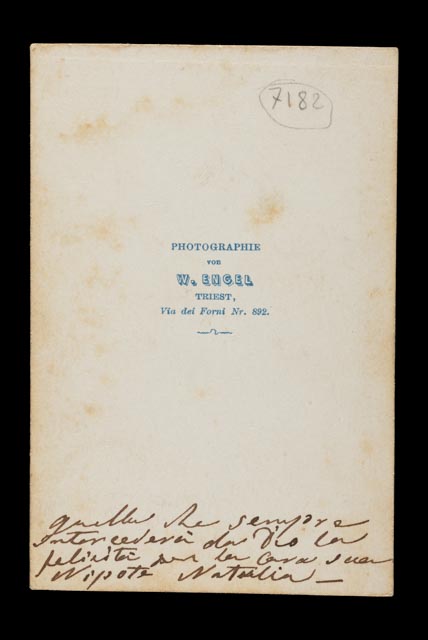 7182
PHOTOGRAPHIE
von
W. ENGEL
TRIEST,
Via dei Forni Nr. 892.
quella che sempre
intercederà da Dio la
felicità per la cara sua
Nipote Natalia